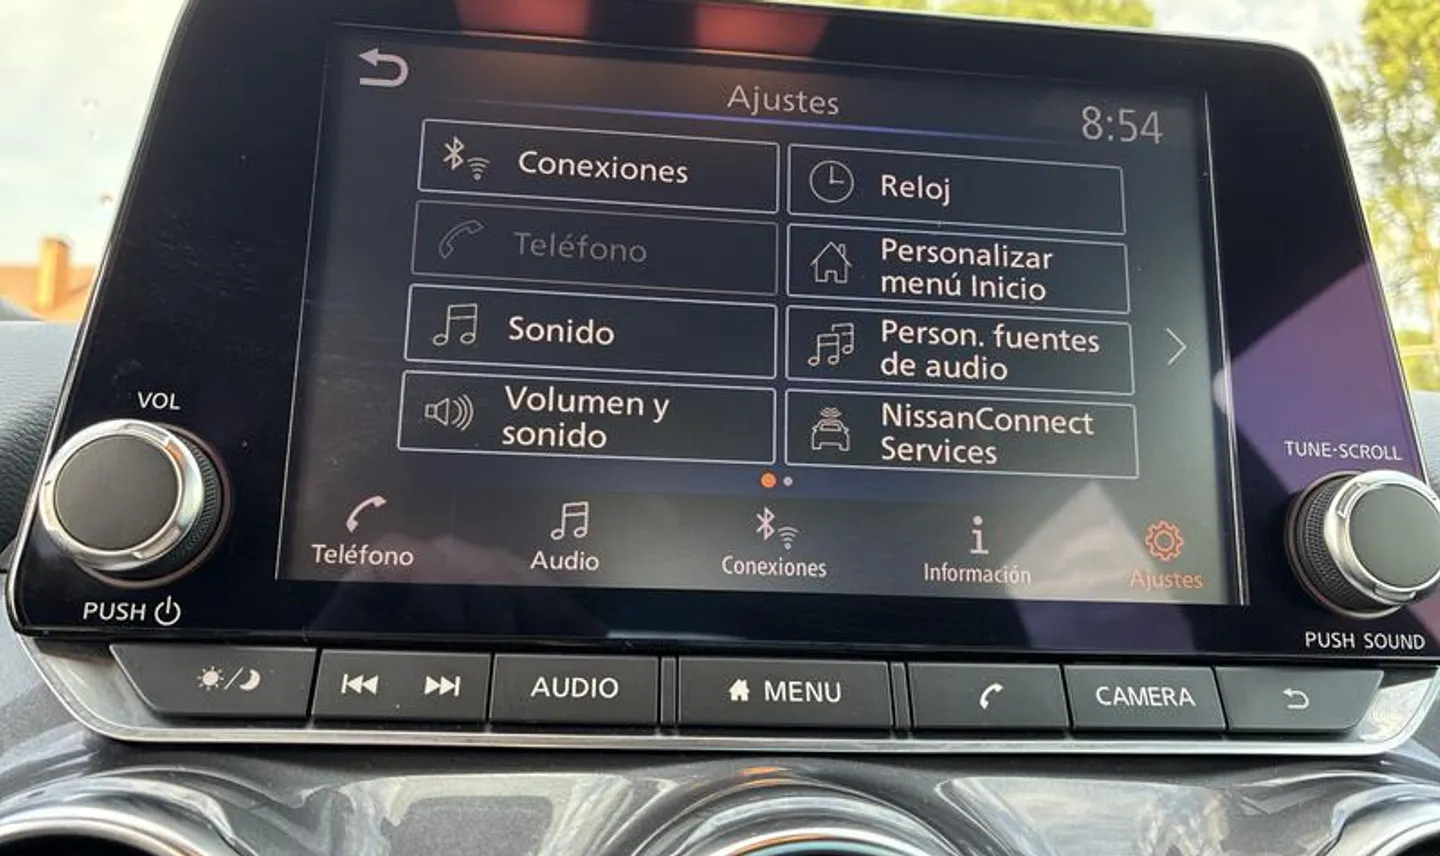 Ajustes
8:54
Conexiones
Reloj
Teléfono
Personalizar
menú Inicio
Sonido
Person. fuentes
de audio
Volumen y
sonido
NissanConnect
Services
VOL
TUNE·SCROLL
Teléfono
Audio
Conexiones
Información
Ajustes
PUSH
PUSH SOUND
AUDIO
MENU
CAMERA